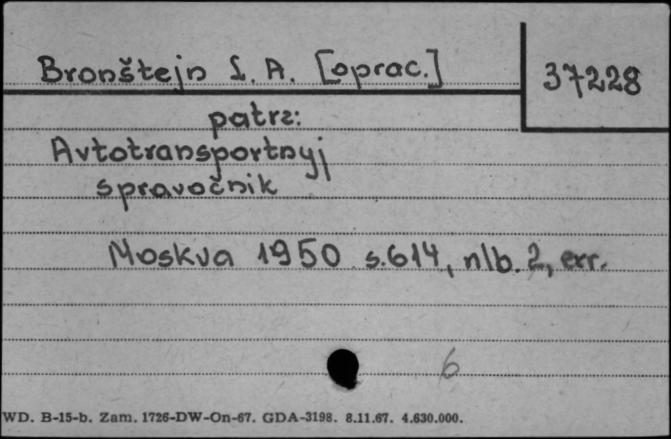 Bronštejn L. A. [oprac.]
37228
patrz:
Avtotransportnyj
spravočnik
Moskva 1950 s.614, nlb. 2, err.
6
WD. B-15-b. Zam. 1726-DW-On-67. GDA-3198. 8.11.67. 4.630.000.